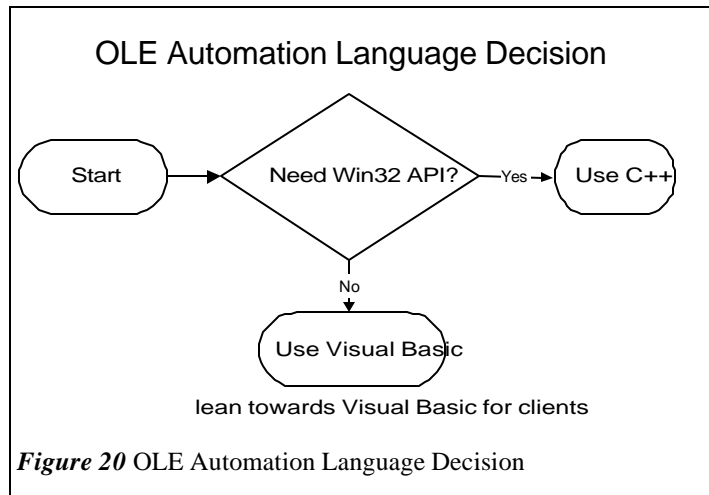 OLE Automation Language Decision
Start
Need Win32 API?
Yes
Use C++
No
Use Visual Basic
lean towards Visual Basic for clients
Figure 20 OLE Automation Language Decision